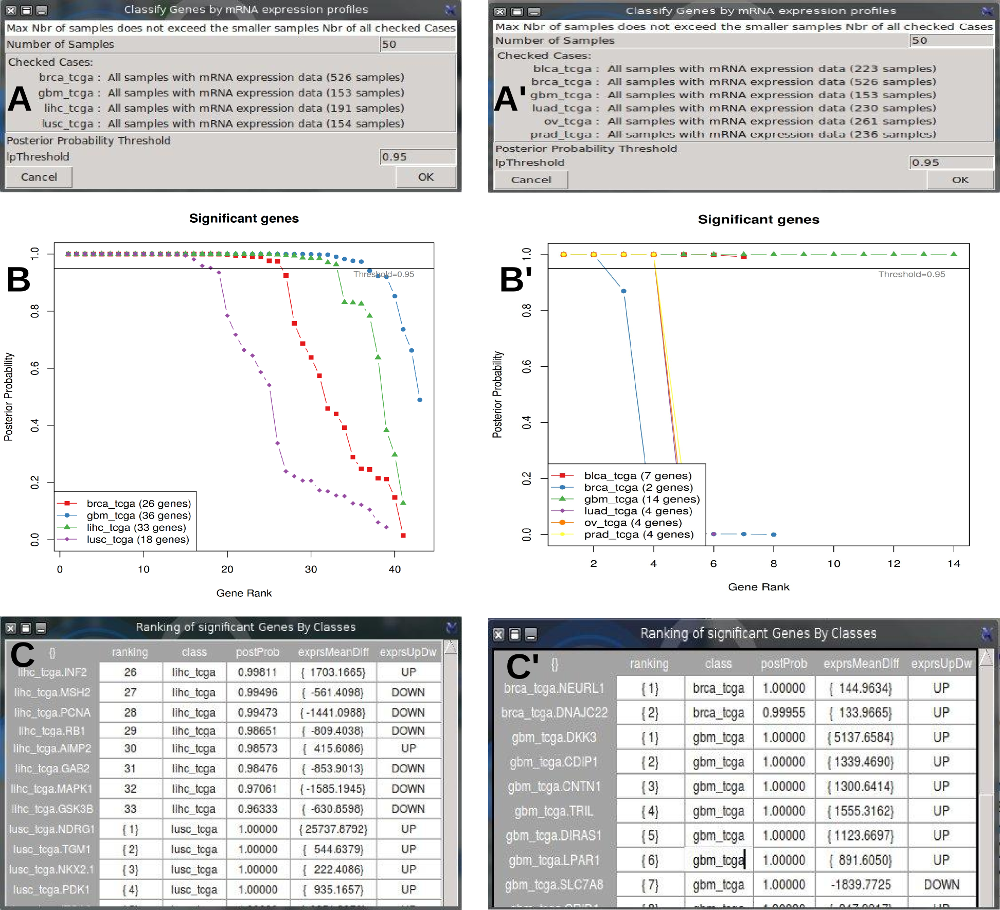 Classify Genes by mRNA expression profiles
Max Nbr of samples does not exceed the smaller samples Nbr of all checked Cases
Number of Samples 50
Checked Cases:
brca_tcga : All samples with mRNA expression data (526 samples)
gbm_tcga : All samples with mRNA expression data (153 samples)
lihc_tcga : All samples with mRNA expression data (191 samples)
lusc_tcga : All samples with mRNA expression data (154 samples)
A
Posterior Probability Threshold
lpThreshold 0.95
Cancel OK
Classify Genes by mRNA expression profiles
Max Nbr of samples does not exceed the smaller samples Nbr of all checked Cases
Number of Samples 50
Checked Cases:
blca_tcga : All samples with mRNA expression data (223 samples)
brca_tcga : All samples with mRNA expression data (526 samples)
gbm_tcga : All samples with mRNA expression data (153 samples)
luad_tcga : All samples with mRNA expression data (230 samples)
ov_tcga : All samples with mRNA expression data (261 samples)
prad_tcga : All samples with mRNA expression data (236 samples)
A'
Posterior Probability Threshold
lpThreshold 0.95
Cancel OK
Significant genes
B
Threshold=0.95
Posterior Probability
1.0
0.8
0.6
0.4
0.2
0.0
brca_tcga (26 genes)
gbm_tcga (36 genes)
lihc_tcga (33 genes)
lusc_tcga (18 genes)
0 10 20 30 40
Gene Rank
Significant genes
B'
Threshold=0.95
Posterior Probability
1.0
0.8
0.6
0.4
0.2
0.0
blca_tcga (7 genes)
brca_tcga (2 genes)
gbm_tcga (14 genes)
luad_tcga (4 genes)
ov_tcga (4 genes)
prad_tcga (4 genes)
2 4 6 8 10 12 14
Gene Rank
Ranking of significant Genes By Classes
C
{} ranking class postProb exprsMeanDiff exprsUpDw
lihc_tcga.INF2 26 lihc_tcga 0.99811 { 1703.1665} UP
lihc_tcga.MSH2 27 lihc_tcga 0.99496 { -561.4098} DOWN
lihc_tcga.PCNA 28 lihc_tcga 0.99473 { -1441.0988} DOWN
lihc_tcga.RB1 29 lihc_tcga 0.98651 { -809.4038} DOWN
lihc_tcga.AIMP2 30 lihc_tcga 0.98573 { 415.6086} UP
lihc_tcga.GAB2 31 lihc_tcga 0.98476 { -853.9013} DOWN
lihc_tcga.MAPK1 32 lihc_tcga 0.97061 { -1585.1945} DOWN
lihc_tcga.GSK3B 33 lihc_tcga 0.96333 { -630.8598} DOWN
lusc_tcga.NDRG1 { 1} lusc_tcga 1.00000 { 25737.8792} UP
lusc_tcga.TGM1 { 2} lusc_tcga 1.00000 { 544.6379} UP
lusc_tcga.NKX2.1 { 3} lusc_tcga 1.00000 { 222.4086} UP
lusc_tcga.PDK1 { 4} lusc_tcga 1.00000 { 935.1657} UP
Ranking of significant Genes By Classes
C'
{} ranking class postProb exprsMeanDiff exprsUpDw
brca_tcga.NEURL1 { 1} brca_tcga 1.00000 { 144.9634} UP
brca_tcga.DNAJC22 { 2} brca_tcga 0.99955 { 133.9665} UP
gbm_tcga.DKK3 { 1} gbm_tcga 1.00000 { 5137.6584} UP
gbm_tcga.CDIP1 { 2} gbm_tcga 1.00000 { 1339.4690} UP
gbm_tcga.CNTN1 { 3} gbm_tcga 1.00000 { 1300.6414} UP
gbm_tcga.TRIL { 4} gbm_tcga 1.00000 { 1555.3162} UP
gbm_tcga.DIRAS1 { 5} gbm_tcga 1.00000 { 1123.6697} UP
gbm_tcga.LPAR1 { 6} gbm_tcga 1.00000 { 891.6050} UP
gbm_tcga.SLC7A8 { 7} gbm_tcga 1.00000 -1839.7725 DOWN